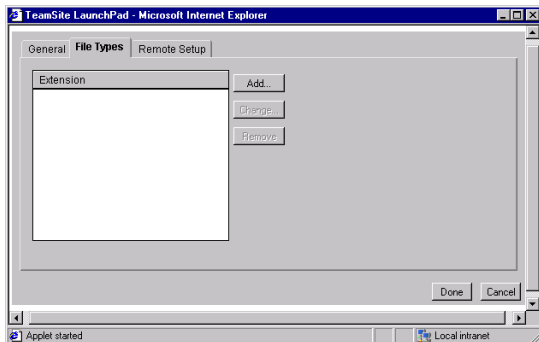 TeamSite LaunchPad - Microsoft Internet Explorer
General File Types Remote Setup
Extension
Add...
Change...
Remove
Done Cancel
Applet started Local intranet